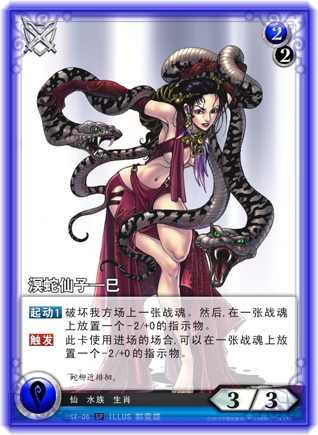 2
2
溟蛇仙子—巳
起动1 破坏我方场上一张战魂。然后,在一张战魂
上放置一个-2/+0的指示物。
触发 此卡使用进场的场合,可以在一张战魂上
放置一个-2/+0的指示物。
蛇柳近徘徊。
仙 水族 生肖
3/3
SX-06 SP ILLUS 郭竟雄